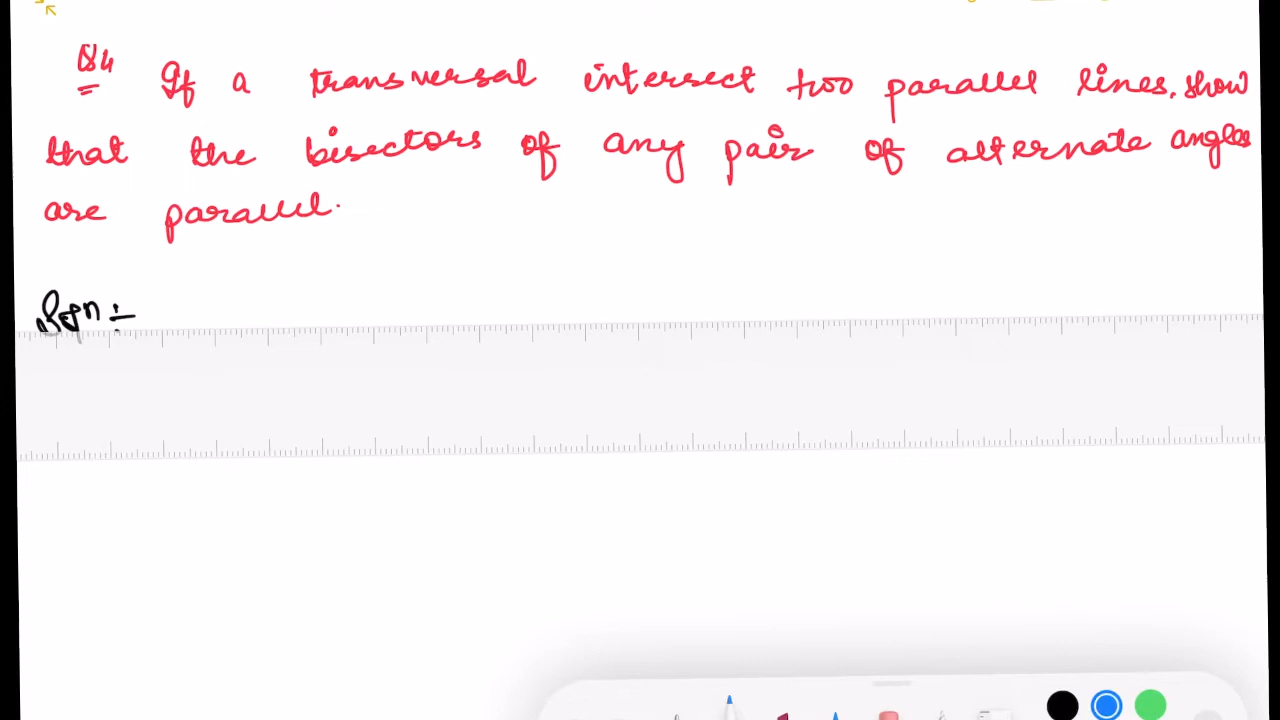 Q4 If a transversal intersect two parallel lines, show
that the bisectors of any pair of alternate angles
are parallel.
Soln :-